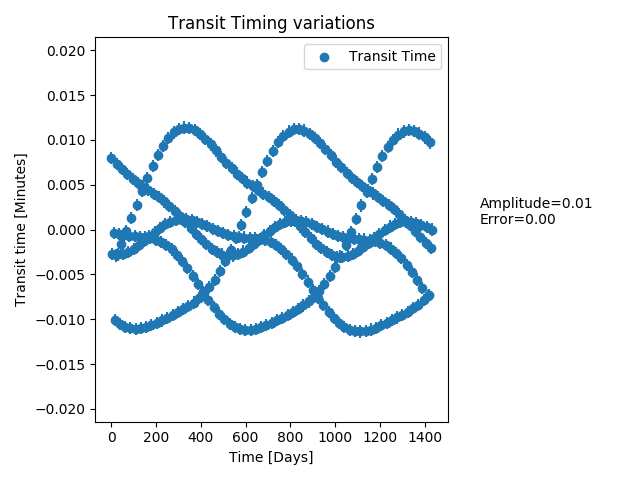 Transit Timing variations
Transit Time
0.020
0.015
0.010
0.005
0.000
−0.005
−0.010
−0.015
−0.020
Transit time [Minutes]
0 200 400 600 800 1000 1200 1400
Time [Days]
Amplitude=0.01
Error=0.00